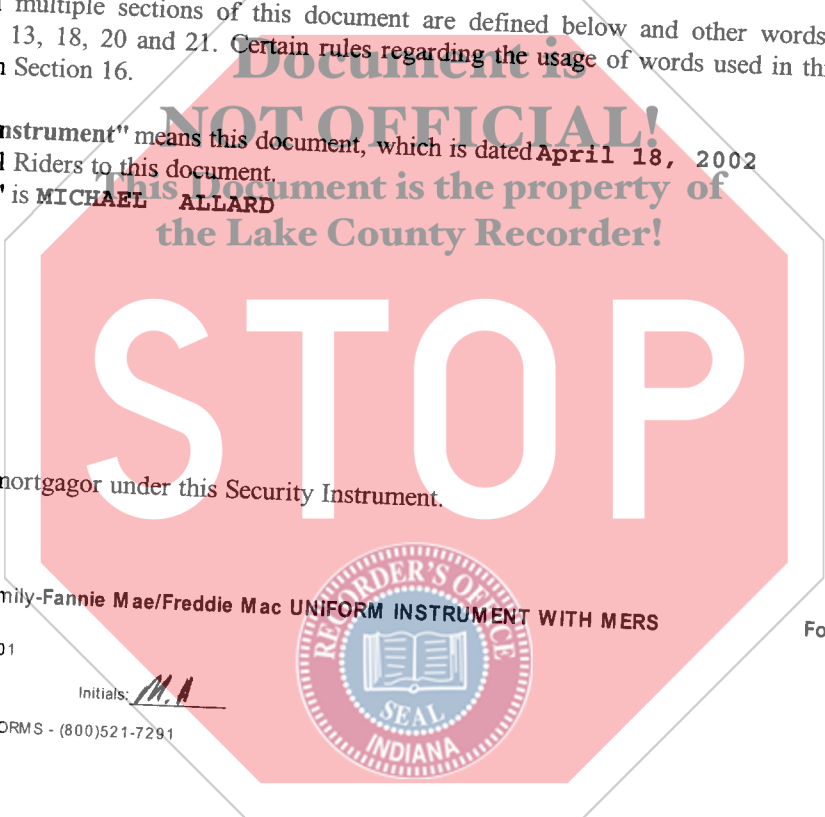 multiple sections of this document are defined below and other words
13, 18, 20 and 21. Certain rules regarding the usage of words used in
Section 16.
Document is
NOT OFFICIAL!
nstrument" means this document, which is dated April 18, 2002
Riders to this document.
This Document is the property of
" is MICHAEL ALLARD
the Lake County Recorder!
STOP
mortgagor under this Security Instrument.
mily-Fannie Mae/Freddie Mac UNIFORM INSTRUMENT WITH MERS
Fo
01
Initials: M.A
ORMS - (800)521-7291
RECORDER'S OFFICE
SEAL
INDIANA